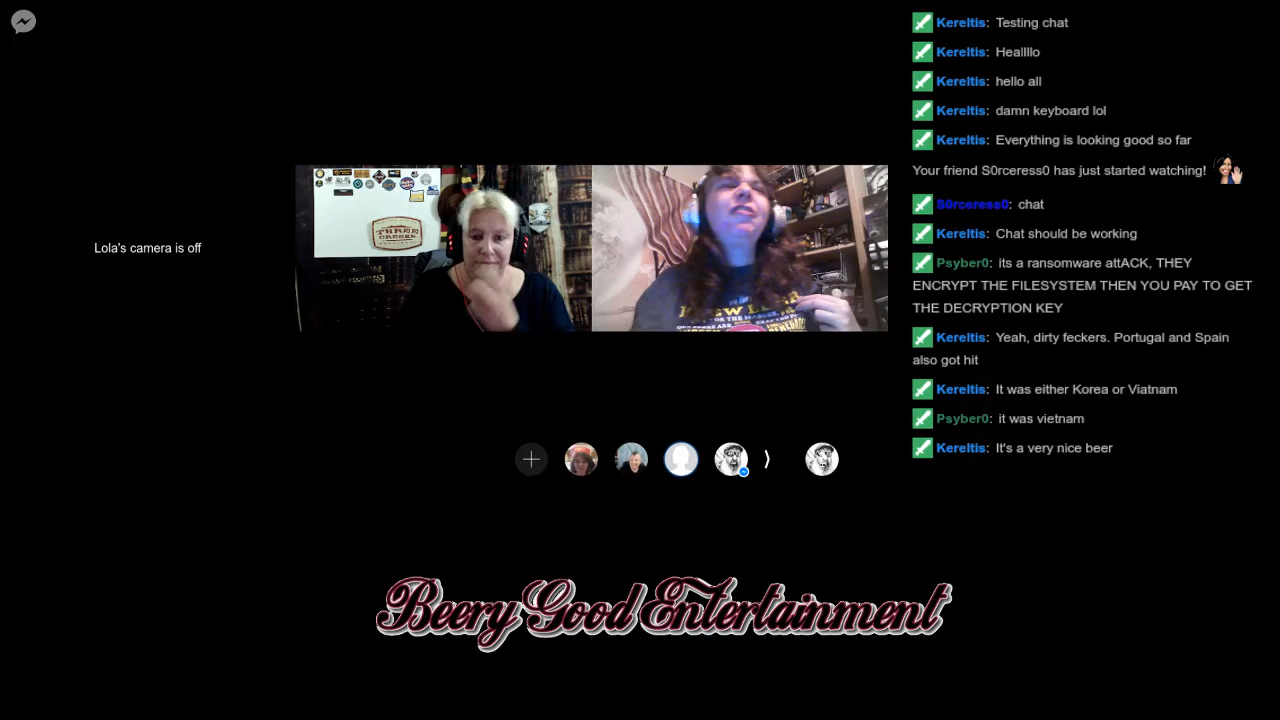 Lola's camera is off
THREE
CREEKS
Kereltis: Testing chat
Kereltis: Heallllo
Kereltis: hello all
Kereltis: damn keyboard lol
Kereltis: Everything is looking good so far
Your friend S0rceress0 has just started watching!
S0rceress0: chat
Kereltis: Chat should be working
Psyber0: its a ransomware attACK, THEY
ENCRYPT THE FILESYSTEM THEN YOU PAY TO GET
THE DECRYPTION KEY
Kereltis: Yeah, dirty feckers. Portugal and Spain
also got hit
Kereltis: It was either Korea or Viatnam
Psyber0: it was vietnam
Kereltis: It's a very nice beer
Beery Good Entertainment